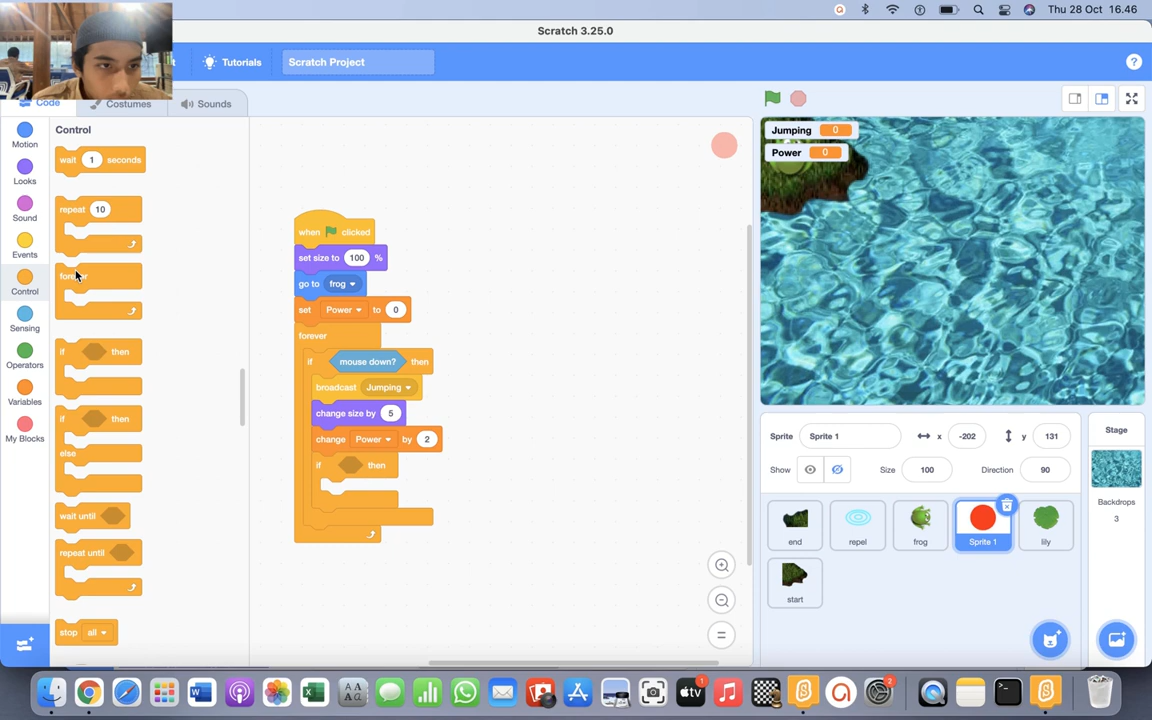 Thu 28 Oct 16.46
Scratch 3.25.0
Tutorials
Scratch Project
?
Code
Costumes
Sounds
Motion
Looks
Sound
Events
Control
Sensing
Operators
Variables
My Blocks
Control
wait 1 seconds
repeat 10
forever
if then
if then
else
wait until
repeat until
stop all
when clicked
set size to 100 %
go to frog
set Power to 0
forever
if mouse down? then
broadcast Jumping
change size by 5
change Power by 2
if then
Jumping 0
Power 0
Sprite Sprite 1 x -202 y 131
Show Size 100 Direction 90
end
repel
frog
Sprite 1
lily
start
Stage
Backdrops
3
1
2